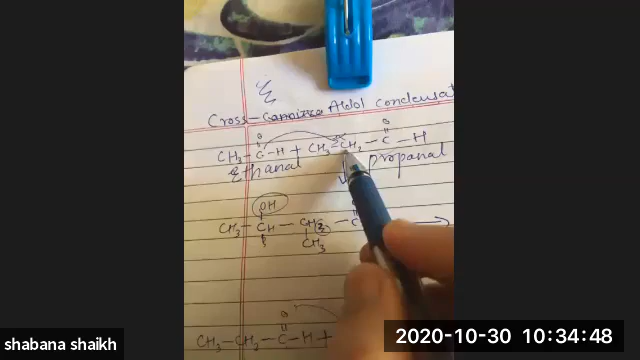 Cross- Aldol Condensat
O O
CH3-C-H + CH3-CH2-C-H
Ethanal propanal
OH
CH3-CH-CH-C
CH3
O
CH3-CH2-C-H+
shabana shaikh
2020-10-30 10:34:48